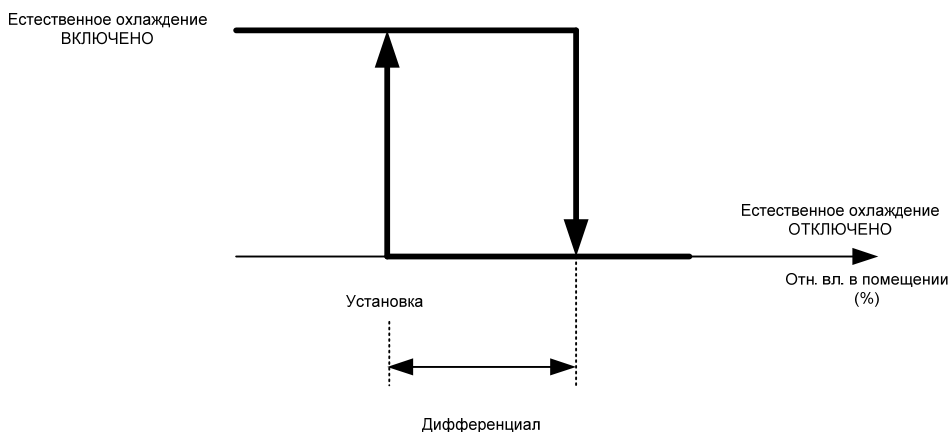 Естественное охлаждение
ВКЛЮЧЕНО
Естественное охлаждение
ОТКЛЮЧЕНО
Отн. вл. в помещении
(%)
Установка
Дифференциал